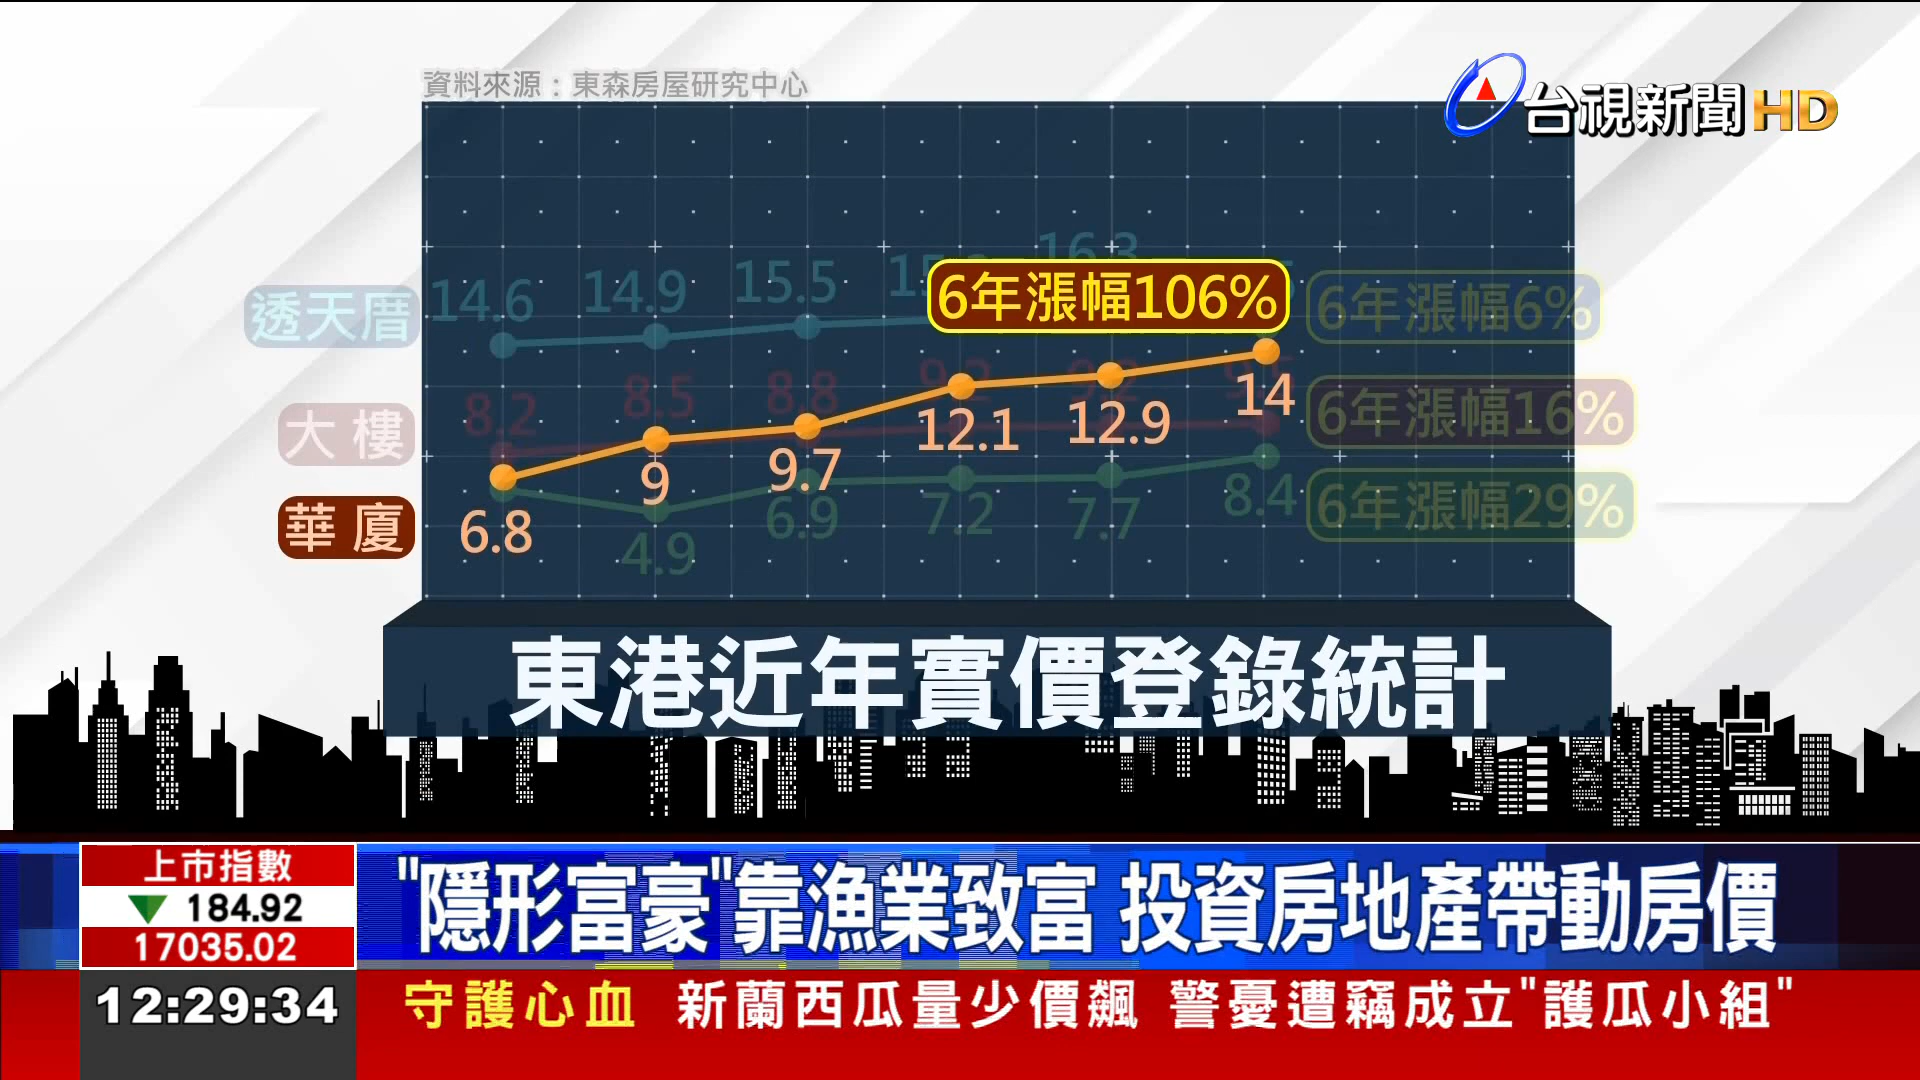 資料來源：東森房屋研究中心
台視新聞HD
透天厝 14.6 14.9 15.5 16.3 6年漲幅6%
6年漲幅106%
大樓 8.2 8.5 8.8 9.2 9.2 6年漲幅16%
華廈 6.8 9 9.7 12.1 12.9 14
4.9 6.9 7.2 7.7 8.4 6年漲幅29%
東港近年實價登錄統計
上市指數
184.92
17035.02
"隱形富豪"靠漁業致富 投資房地產帶動房價
12:29:34
守護心血 新蘭西瓜量少價飆 警憂遭竊成立"護瓜小組"